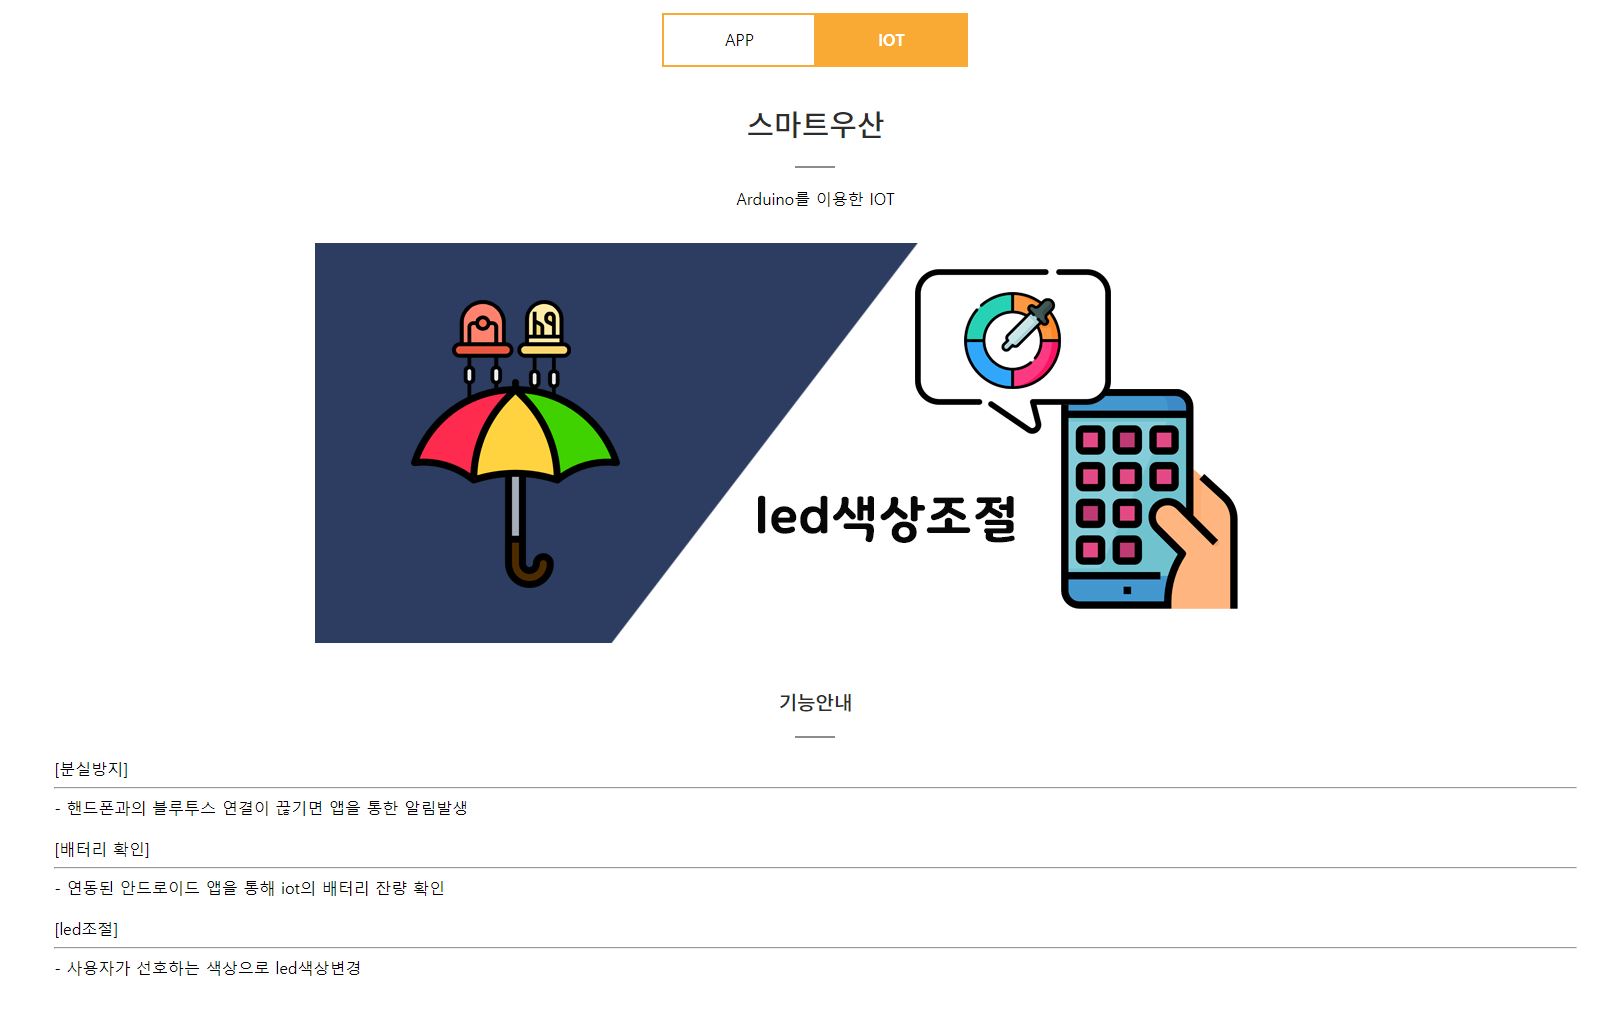 APP
IOT
스마트우산
Arduino를 이용한 IOT
led색상조절
기능안내
[분실방지]
- 핸드폰과의 블루투스 연결이 끊기면 앱을 통한 알림발생
[배터리 확인]
- 연동된 안드로이드 앱을 통해 iot의 배터리 잔량 확인
[led조절]
- 사용자가 선호하는 색상으로 led색상변경